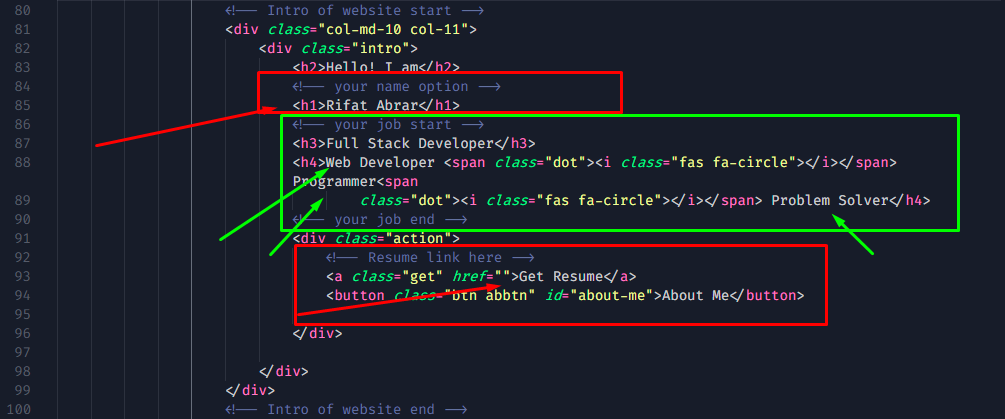 80 <!-- Intro of website start -->
81 <div class="col-md-10 col-11">
82 <div class="intro">
83 <h2>Hello! I am</h2>
84 <!-- your name option -->
85 <h1>Rifat Abrar</h1>
86 <!-- your job start -->
87 <h3>Full Stack Developer</h3>
88 <h4>Web Developer <span class="dot"><i class="fas fa-circle"></i></span>
Programmer<span
89 class="dot"><i class="fas fa-circle"></i></span> Problem Solver</h4>
90 <!-- your job end -->
91 <div class="action">
92 <!-- Resume link here -->
93 <a class="get" href="">Get Resume</a>
94 <button class="btn abbtn" id="about-me">About Me</button>
95
96 </div>
97
98 </div>
99 </div>
100 <!-- Intro of website end -->